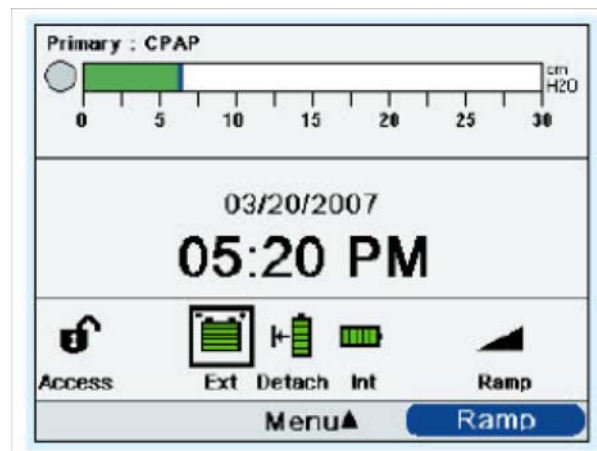 Primary : CPAP
cm
H2O
0 5 10 15 20 25 30
03/20/2007
05:20 PM
Access Ext Detach Int Ramp
Menu▲ Ramp